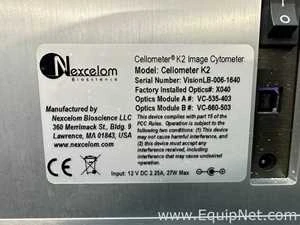 Nexcelom
Bioscience
Cellometer® K2 Image Cytometer
Model: Cellometer K2
Serial Number: VisionLB-006-1640
Factory Installed Optics#: X040
Optics Module A #: VC-535-403
Optics Module B #: VC-660-503
Manufactured by
Nexcelom Bioscience LLC
360 Merrimack St., Bldg. 9
Lawrence, MA 01843, USA
www.nexcelom.com
This device complies with part 15 of the
FCC Rules. Operation is subject to the
following two conditions: (1) this device
may not cause harmful interference, and
(2) this device must accept any
interference received, including
interference that may cause undesired
operation.
CE
Input: 12 V DC 2.25A, 27W Max
www.EquipNet.com